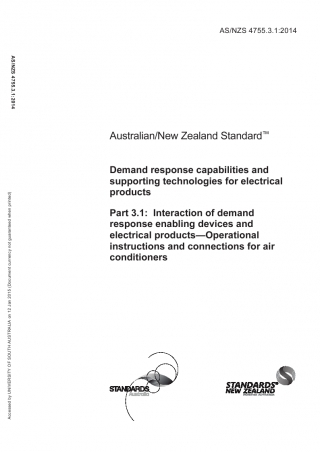 AS/NZS 4755.3.1:2014
AS/NZS 4755.3.1:2014
Australian/New Zealand Standard™
Demand response capabilities and
supporting technologies for electrical
products
Part 3.1: Interaction of demand
response enabling devices and
electrical products—Operational
instructions and connections for air
conditioners
Accessed by UNIVERSITY OF SOUTH AUSTRALIA on 12 Jan 2015 (Document currency not guaranteed when printed)
STANDARDS
Australia
STANDARDS
NEW ZEALAND